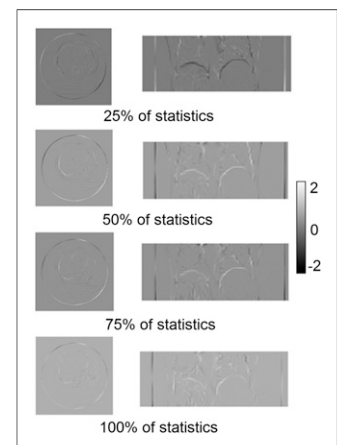 25% of statistics
50% of statistics
2
0
-2
75% of statistics
100% of statistics